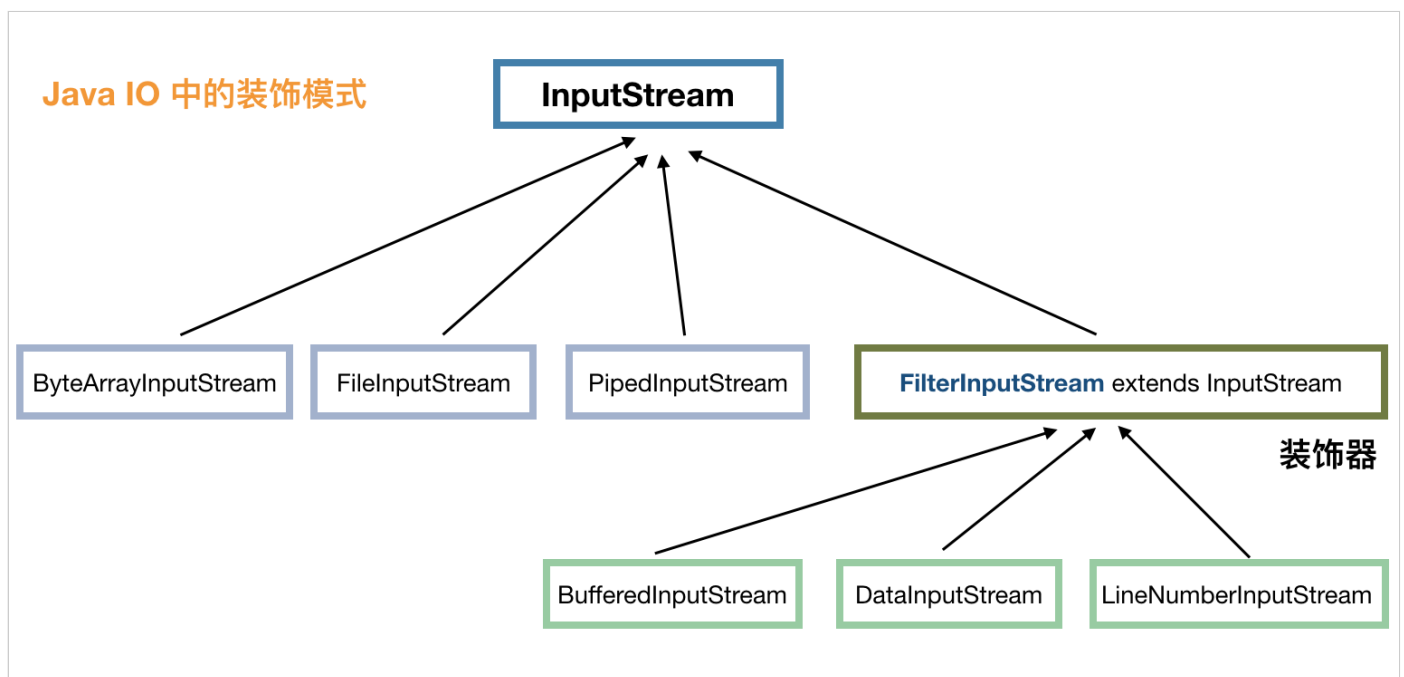 Java IO 中的装饰模式
InputStream
ByteArrayInputStream
FileInputStream
PipedInputStream
FilterInputStream extends InputStream
装饰器
BufferedInputStream
DataInputStream
LineNumberInputStream